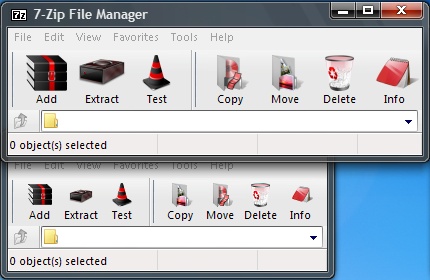 7z 7-Zip File Manager
File Edit View Favorites Tools Help
Add Extract Test Copy Move Delete Info
0 object(s) selected
File Edit View Favorites Tools Help
Add Extract Test Copy Move Delete Info
0 object(s) selected